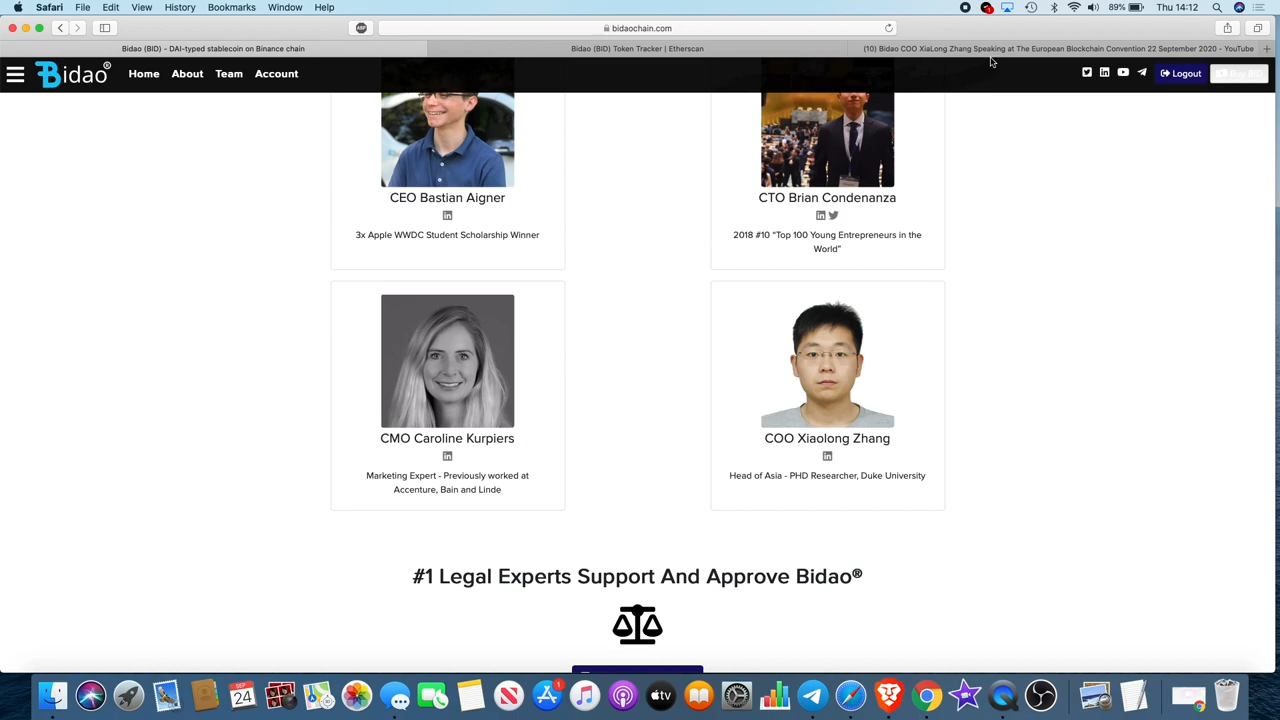 Safari File Edit View History Bookmarks Window Help
89% Thu 14:12
ABP
bidaochain.com
Bidao (BID) - DAI-typed stablecoin on Binance chain
Bidao (BID) Token Tracker | Etherscan
(10) Bidao COO XiaLong Zhang Speaking at The European Blockchain Convention 22 September 2020 - YouTube
Bidao® Home About Team Account
Logout
CEO Bastian Aigner
3x Apple WWDC Student Scholarship Winner
CTO Brian Condenanza
2018 #10 "Top 100 Young Entrepreneurs in the
World"
CMO Caroline Kurpiers
Marketing Expert - Previously worked at
Accenture, Bain and Linde
COO Xiaolong Zhang
Head of Asia - PHD Researcher, Duke University
#1 Legal Experts Support And Approve Bidao®
SEP
24
1
tv